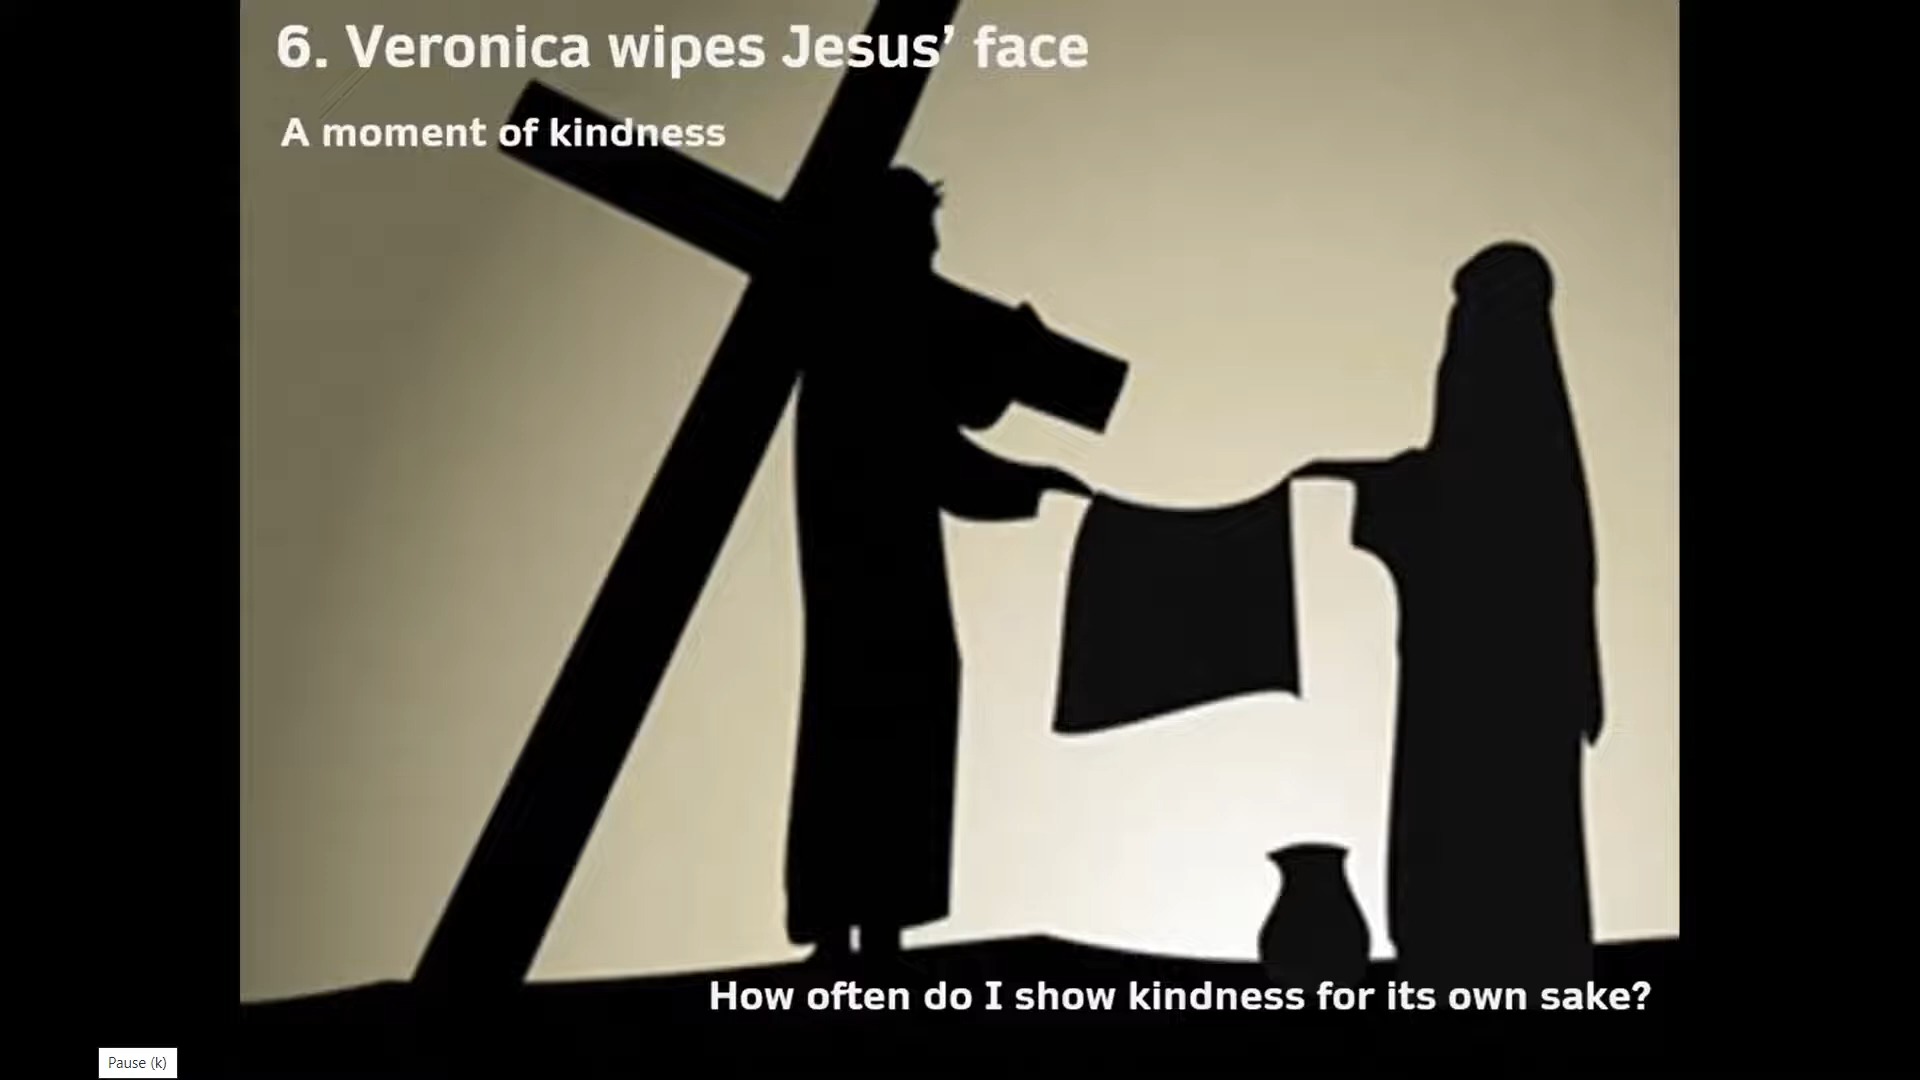 6. Veronica wipes Jesus’ face
A moment of kindness
How often do I show kindness for its own sake?
Pause (k)